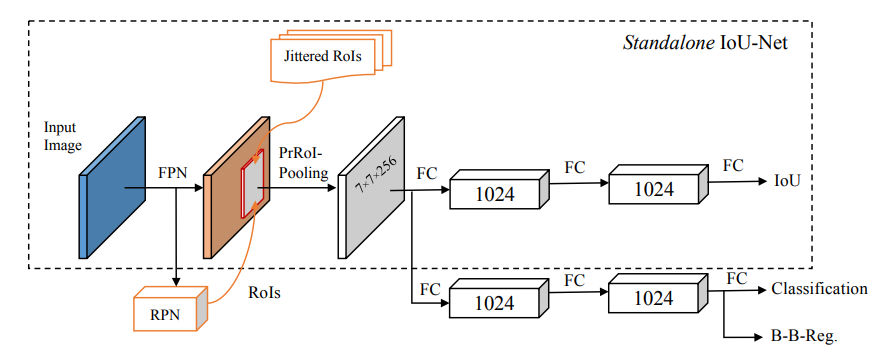 Standalone IoU-Net
Jittered RoIs
Input
Image
FPN
PrRoI-
Pooling
7×7×256
FC
1024
FC
1024
FC
IoU
RPN
RoIs
FC
1024
FC
1024
FC
Classification
B-B-Reg.